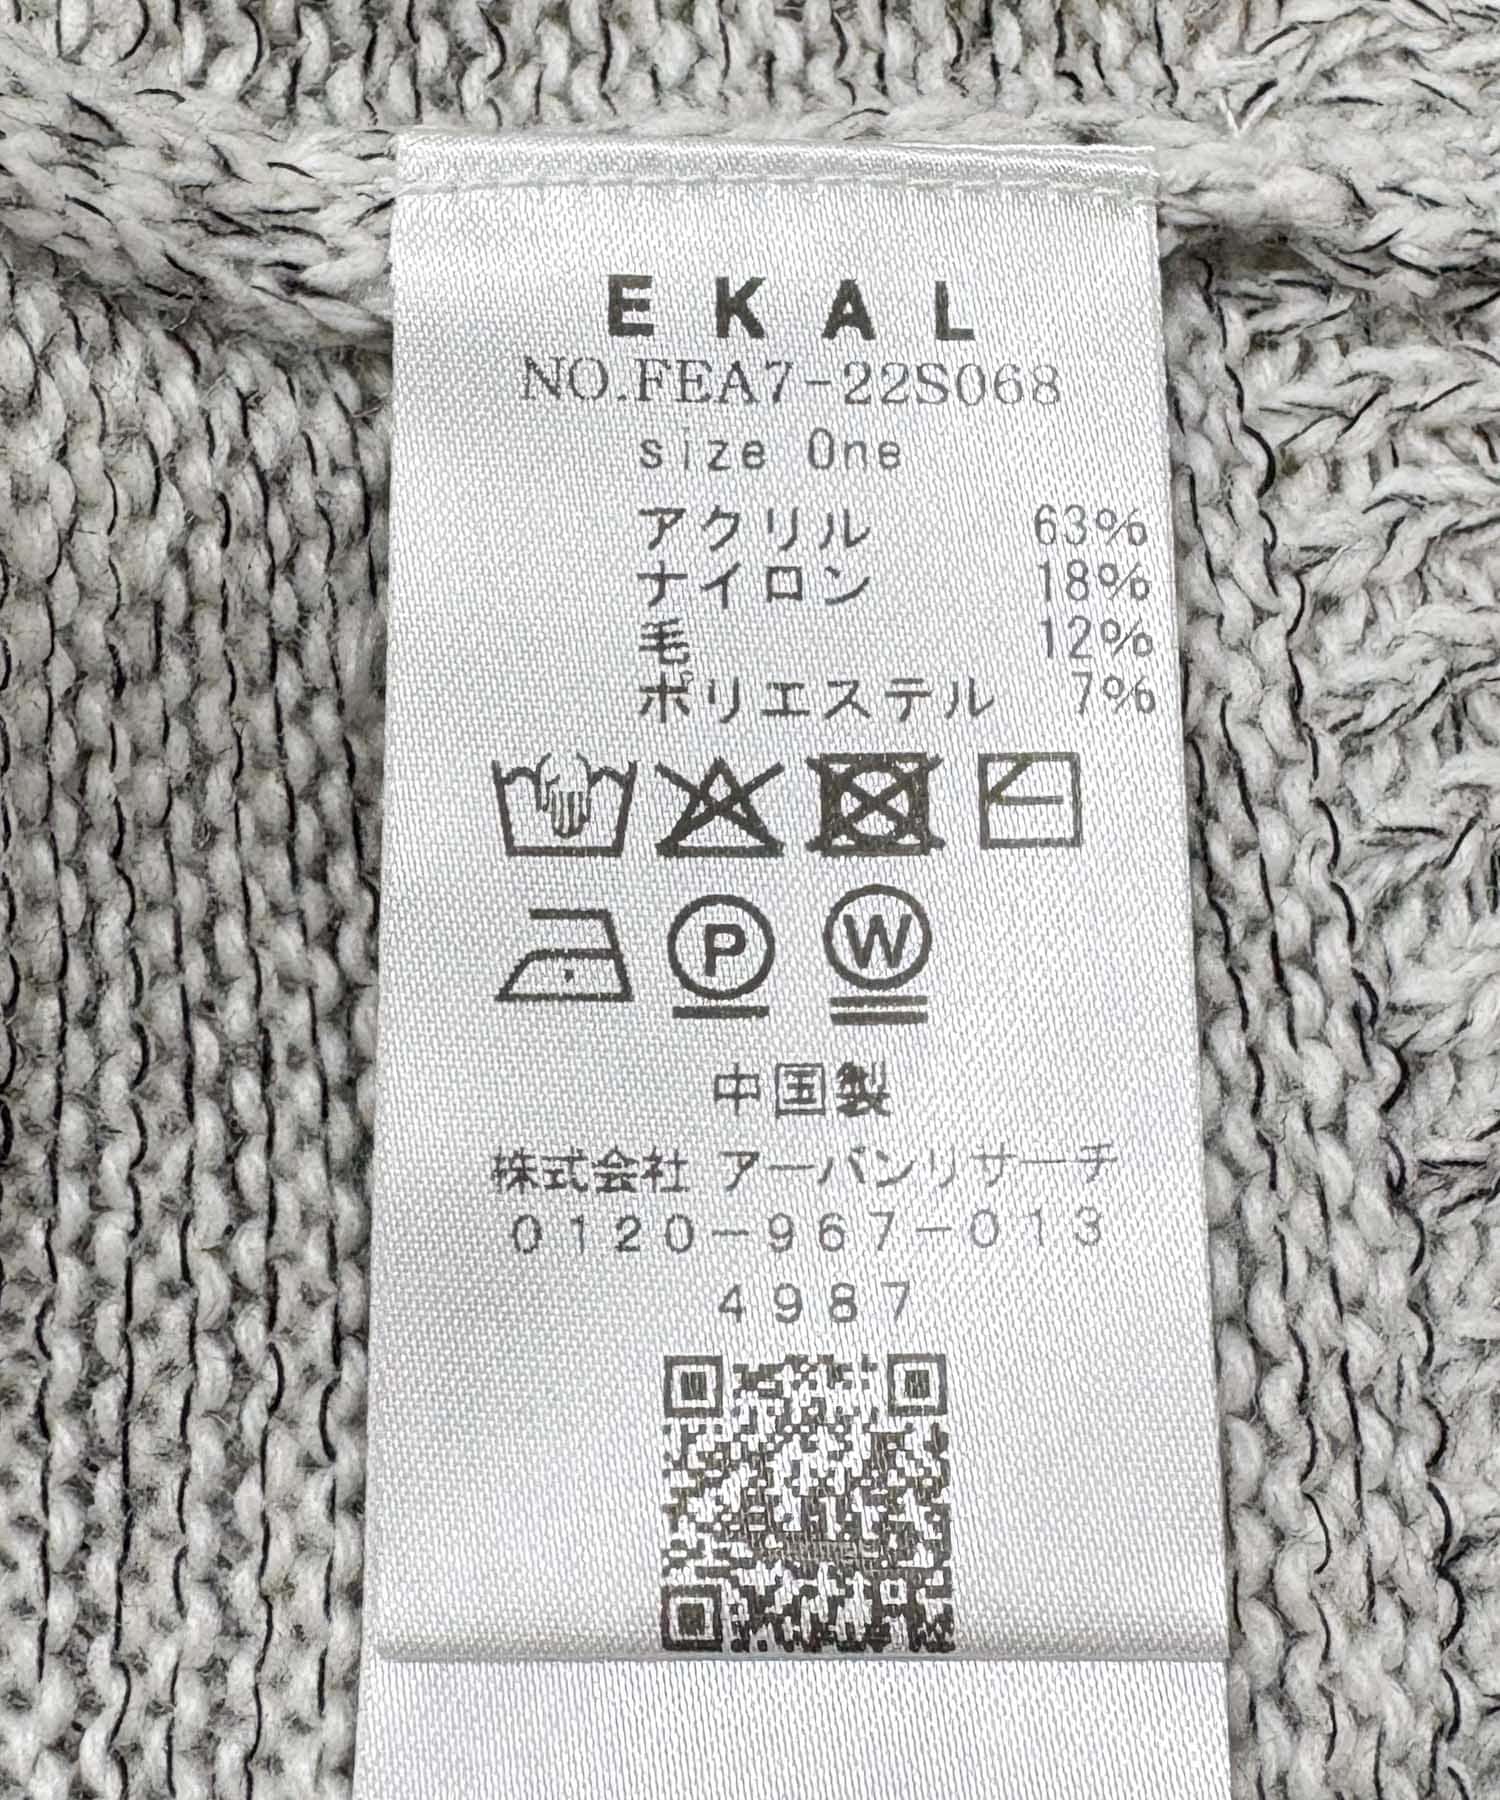 EKAL
NO.FEA7-22S068
size One
アクリル 63%
ナイロン 18%
毛 12%
ポリエステル 7%
P W
中国製
株式会社 アーバンリサーチ
0120-967-013
4987